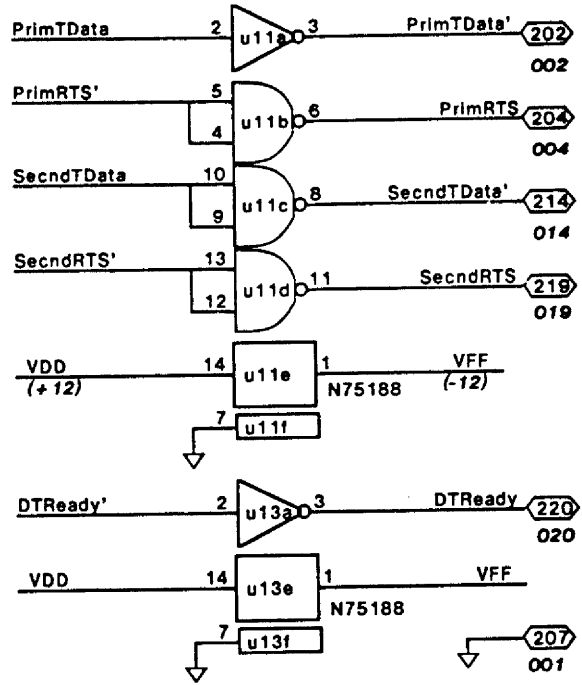 PrimTData 2 u11a 3 PrimTData' 202
002
PrimRTS' 5 u11b 6 PrimRTS 204
4
004
SecndTData 10 u11c 8 SecndTData' 214
9
014
SecndRTS' 13 u11d 11 SecndRTS 219
12
019
VDD 14 u11e 1 VFF
(+12) N75188 (-12)
7 u11f
DTReady' 2 u13a 3 DTReady 220
020
VDD 14 u13e 1 VFF
N75188
7 u13f 207
001